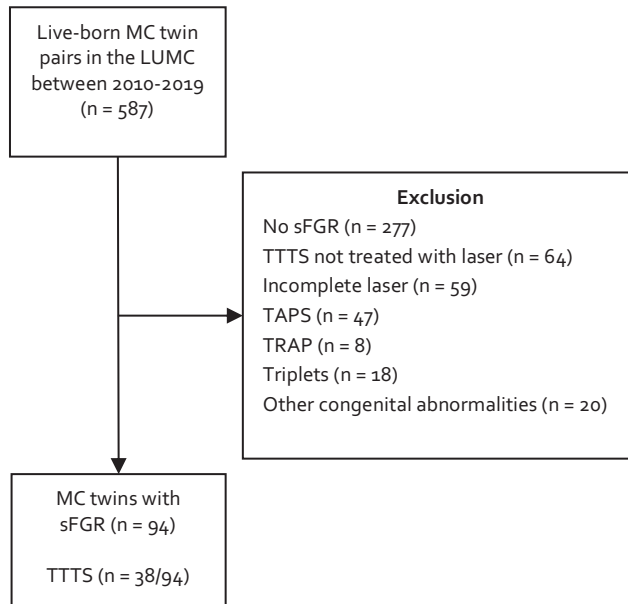 Live-born MC twin
pairs in the LUMC
between 2010-2019
(n = 587)
Exclusion
No sFGR (n = 277)
TTTS not treated with laser (n = 64)
Incomplete laser (n = 59)
TAPS (n = 47)
TRAP (n = 8)
Triplets (n = 18)
Other congenital abnormalities (n = 20)
MC twins with
sFGR (n = 94)
TTTS (n = 38/94)